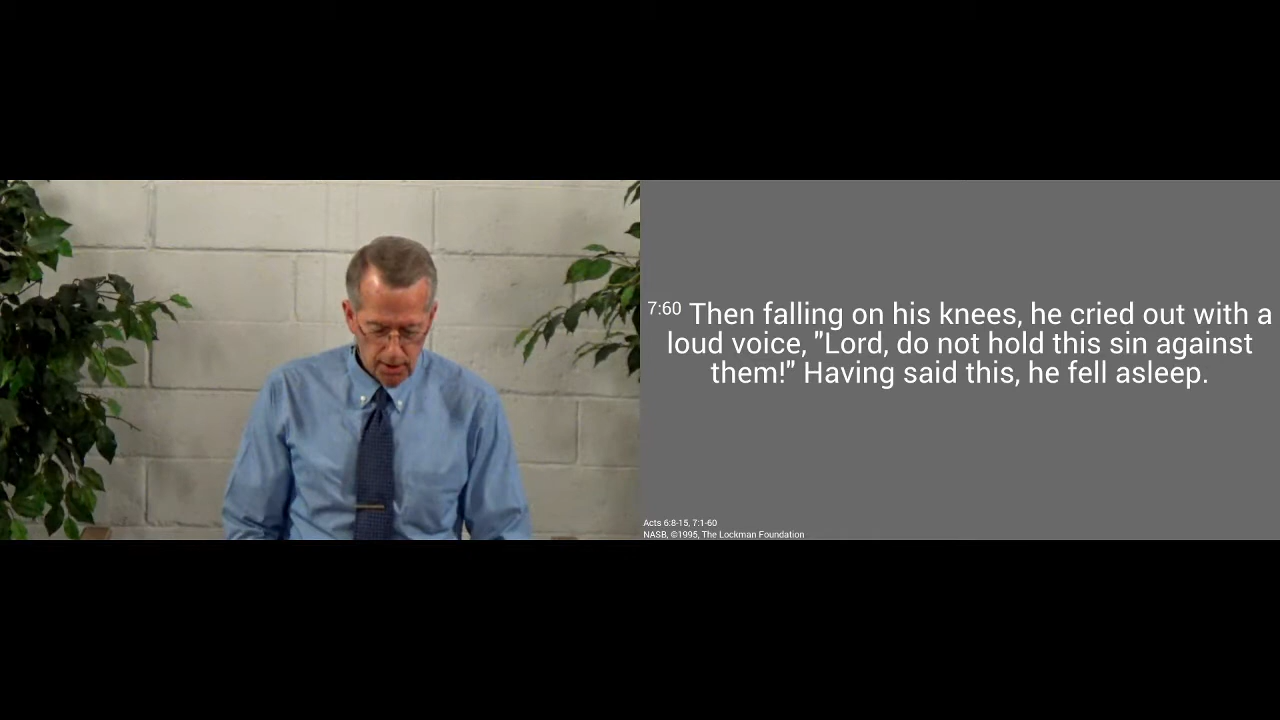 7:60 Then falling on his knees, he cried out with a
loud voice, "Lord, do not hold this sin against
them!" Having said this, he fell asleep.
Acts 6:8-15, 7:1-60
NASB, ©1995, The Lockman Foundation